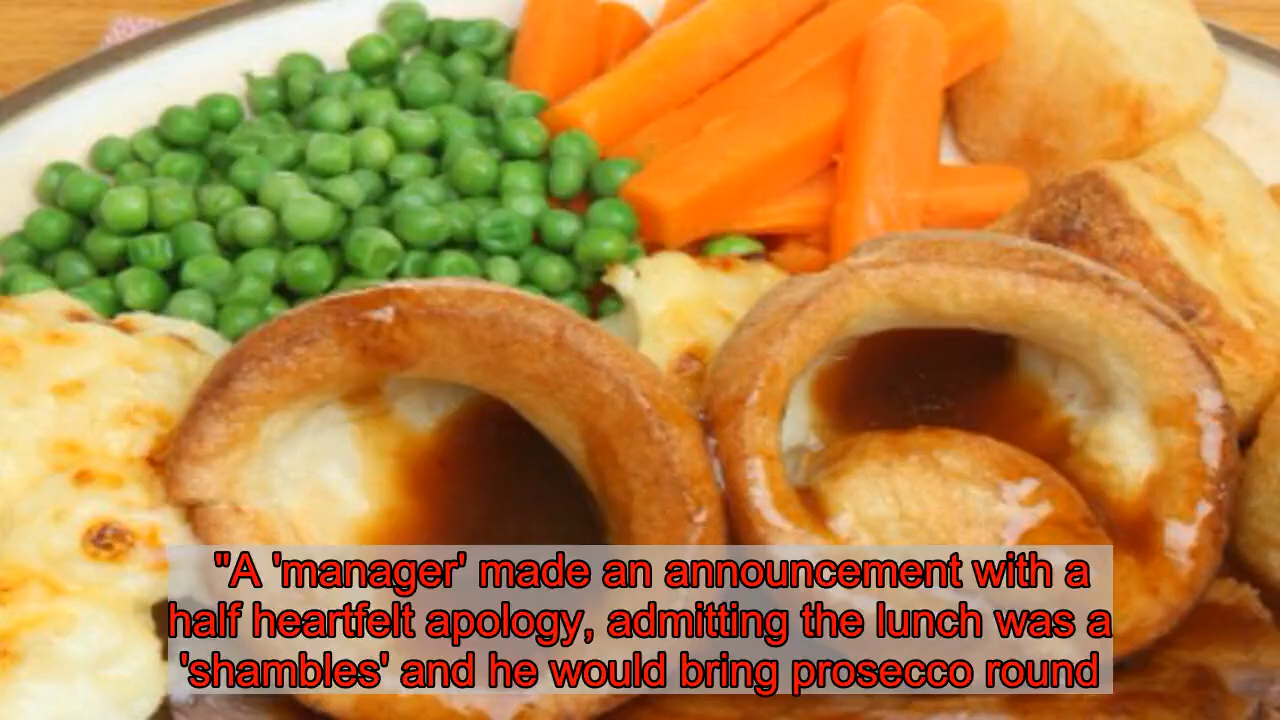 "A 'manager' made an announcement with a
half heartfelt apology, admitting the lunch was a
'shambles' and he would bring prosecco round